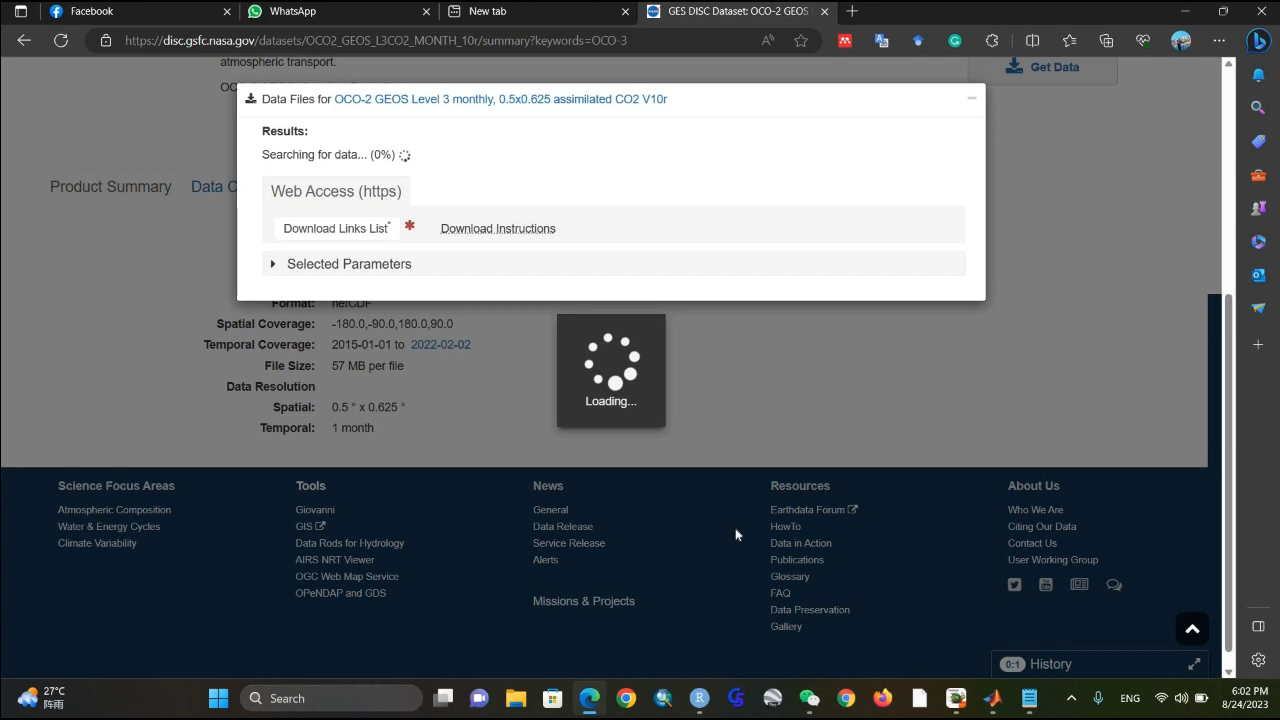 Facebook
WhatsApp
New tab
GES DISC Dataset: OCO-2 GEOS
https://disc.gsfc.nasa.gov/datasets/OCO2_GEOS_L3CO2_MONTH_10r/summary?keywords=OCO-3
atmospheric transport.
Get Data
Data Files for OCO-2 GEOS Level 3 monthly, 0.5x0.625 assimilated CO2 V10r
Results:
Searching for data... (0%)
Product Summary
Web Access (https)
Download Links List* * Download Instructions
Selected Parameters
Format: netCDF
Spatial Coverage: -180.0,-90.0,180.0,90.0
Temporal Coverage: 2015-01-01 to 2022-02-02
File Size: 57 MB per file
Data Resolution
Spatial: 0.5 ° x 0.625 °
Temporal: 1 month
Loading...
Science Focus Areas
Atmospheric Composition
Water & Energy Cycles
Climate Variability
Tools
Giovanni
GIS
Data Rods for Hydrology
AIRS NRT Viewer
OGC Web Map Service
OPeNDAP and GDS
News
General
Data Release
Service Release
Alerts
Missions & Projects
Resources
Earthdata Forum
HowTo
Data in Action
Publications
Glossary
FAQ
Data Preservation
Gallery
About Us
Who We Are
Citing Our Data
Contact Us
User Working Group
0:1 History
27°C
阵雨
Search
ENG
6:02 PM
8/24/2023